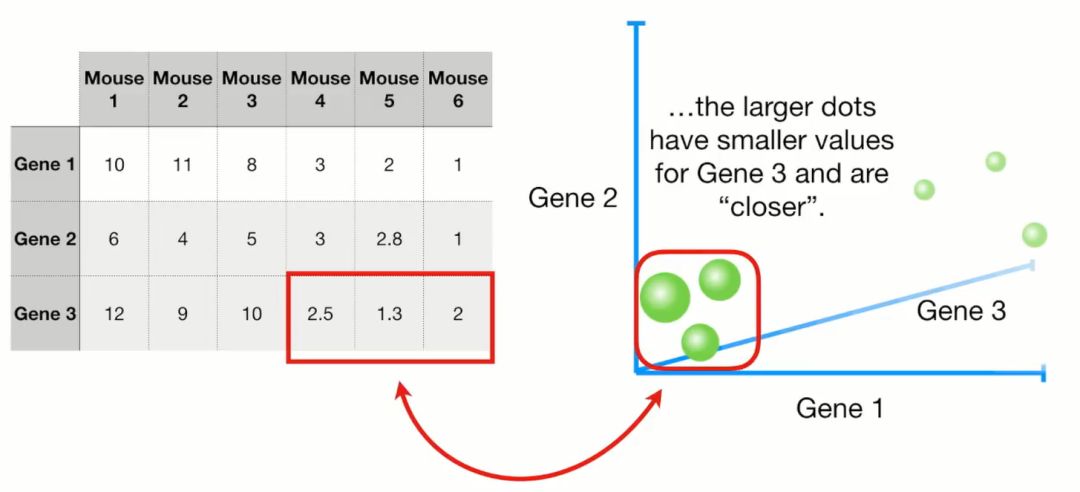 Mouse 1 Mouse 2 Mouse 3 Mouse 4 Mouse 5 Mouse 6
Gene 1 10 11 8 3 2 1
Gene 2 6 4 5 3 2.8 1
Gene 3 12 9 10 2.5 1.3 2
…the larger dots
have smaller values
for Gene 3 and are
“closer”.
Gene 2
Gene 3
Gene 1